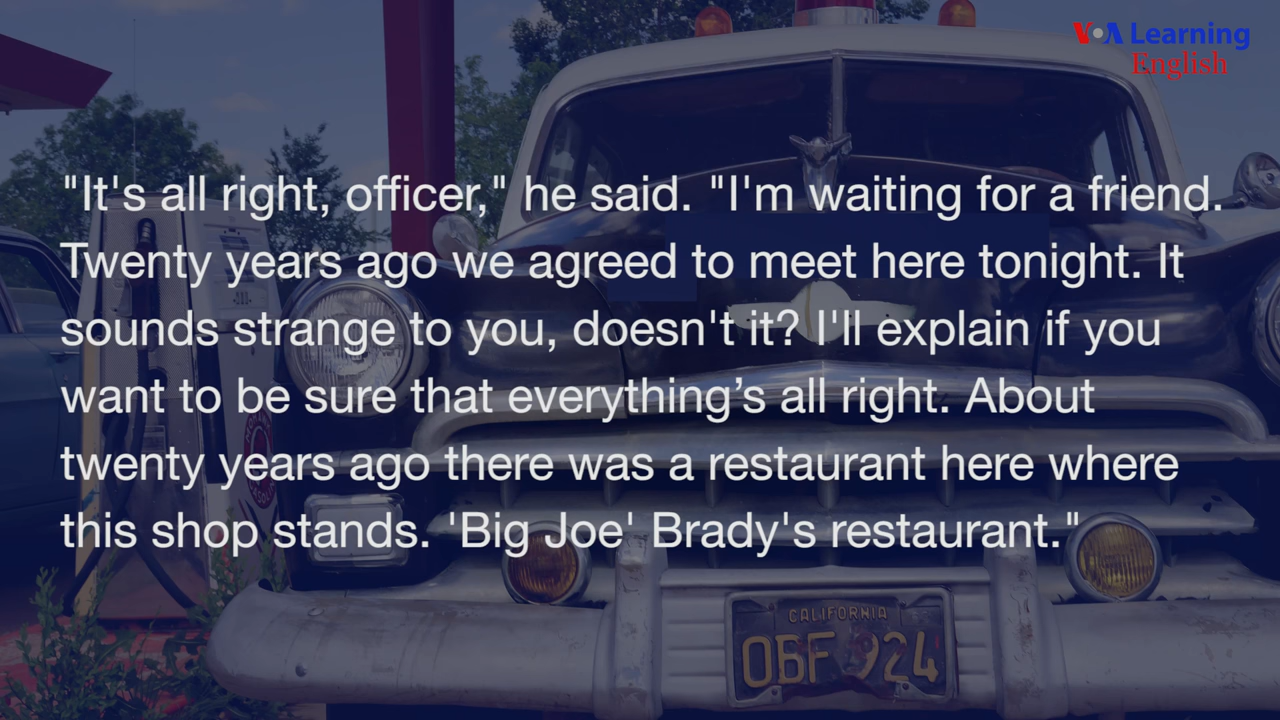 VOA Learning
English
"It's all right, officer," he said. "I'm waiting for a friend.
Twenty years ago we agreed to meet here tonight. It
sounds strange to you, doesn't it? I'll explain if you
want to be sure that everything’s all right. About
twenty years ago there was a restaurant here where
this shop stands. 'Big Joe' Brady's restaurant."
CALIFORNIA
OBF 924